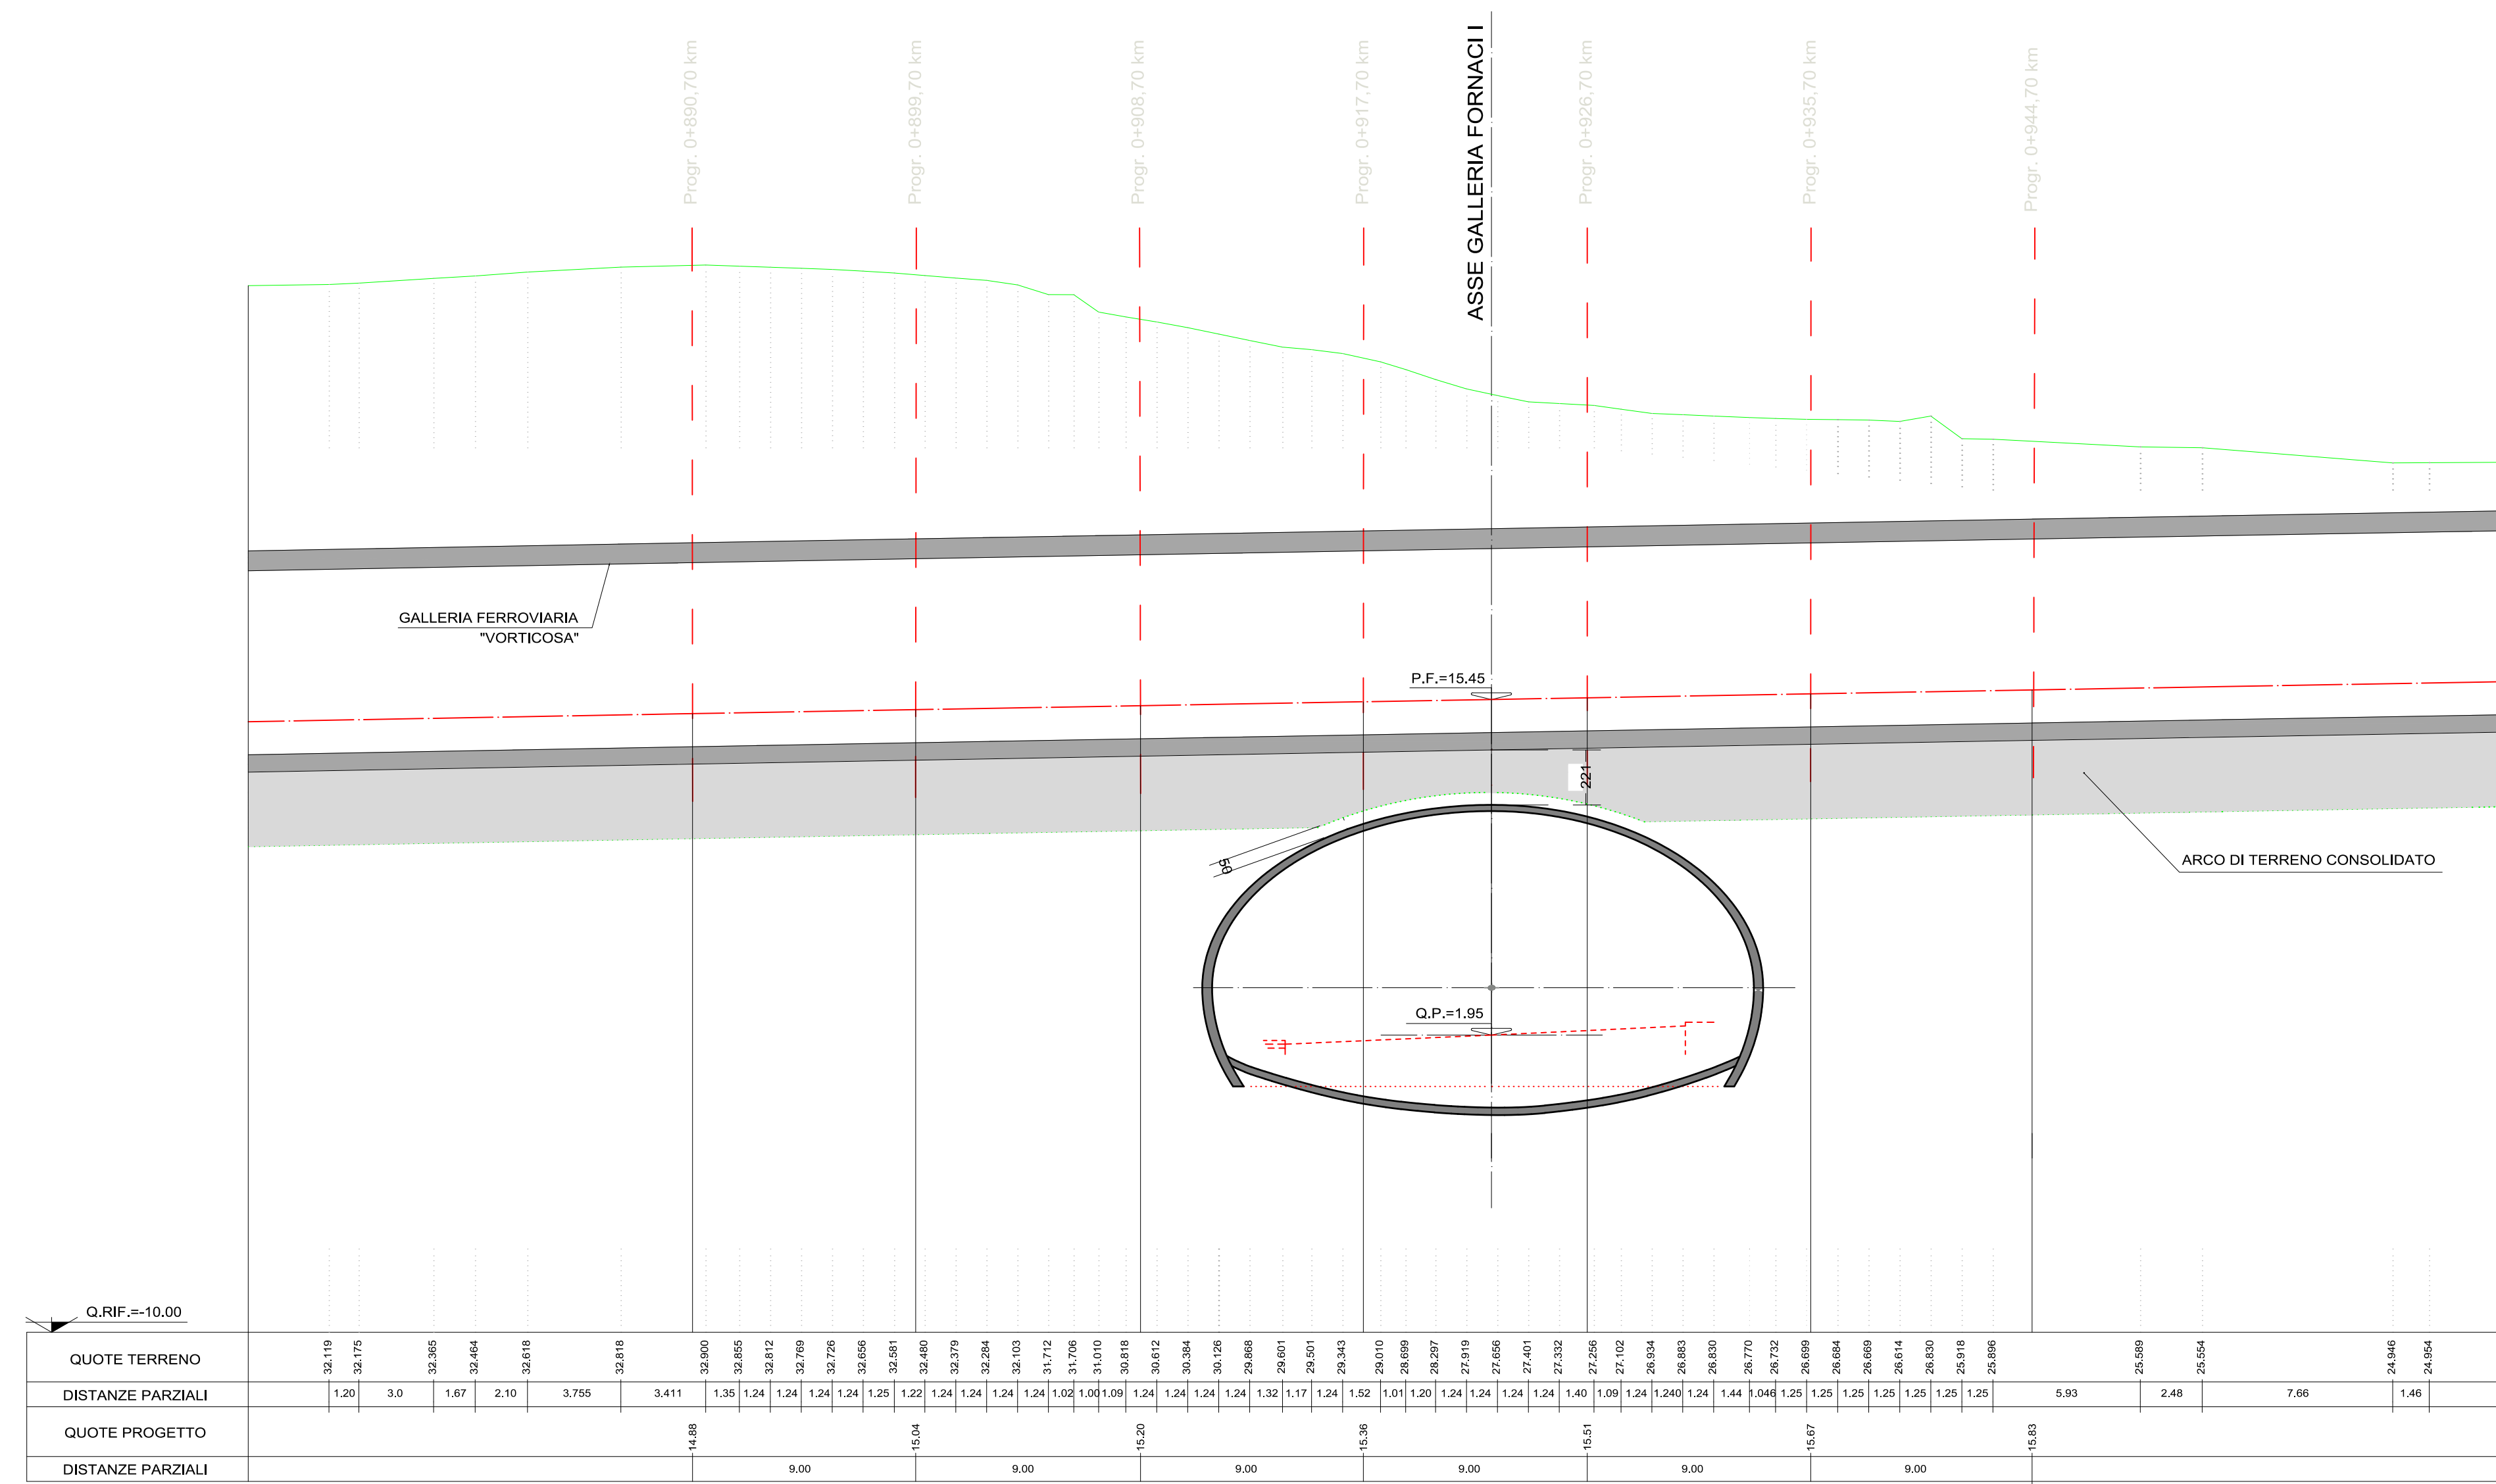 Progr. 0+890,70 km
Progr. 0+899,70 km
Progr. 0+908,70 km
Progr. 0+917,70 km
ASSE GALLERIA FORNACI I
Progr. 0+926,70 km
Progr. 0+935,70 km
Progr. 0+944,70 km
GALLERIA FERROVIARIA
"VORTICOSA"
P.F.=15.45
221
50
ARCO DI TERRENO CONSOLIDATO
Q.P.=1.95
Q.RIF.=-10.00
QUOTE TERRENO 32.119 32.175 32.365 32.464 32.618 32.818 32.900 32.855 32.812 32.769 32.726 32.656 32.581 32.480 32.379 32.284 32.103 31.712 31.706 31.010 30.818 30.612 30.384 30.126 29.868 29.601 29.501 29.343 29.010 28.699 28.297 27.919 27.656 27.401 27.332 27.256 27.102 26.934 26.883 26.830 26.770 26.732 26.699 26.684 26.669 26.614 26.830 25.918 25.896 25.589 25.554 24.946 24.954
DISTANZE PARZIALI 1.20 3.0 1.67 2.10 3.755 3.411 1.35 1.24 1.24 1.24 1.24 1.25 1.22 1.24 1.24 1.24 1.24 1.02 1.00 1.09 1.24 1.24 1.24 1.24 1.32 1.17 1.24 1.52 1.01 1.20 1.24 1.24 1.24 1.24 1.40 1.09 1.24 1.240 1.24 1.44 1.046 1.25 1.25 1.25 1.25 1.25 1.25 1.25 5.93 2.48 7.66 1.46
QUOTE PROGETTO 14.88 15.04 15.20 15.36 15.51 15.67 15.83
DISTANZE PARZIALI 9.00 9.00 9.00 9.00 9.00 9.00